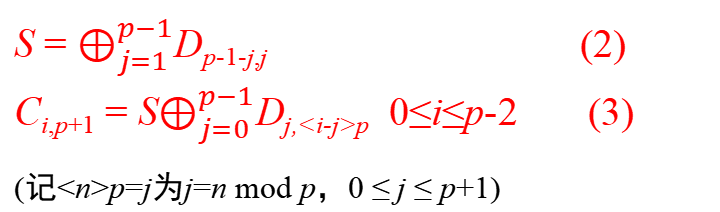 S = ⊕_{j=1}^{p−1} D_{p-1-j,j} (2)
C_{i,p+1} = S⊕_{j=0}^{p−1} D_{j,<i-j>p} 0≤i≤p-2 (3)
(记<n>p=j为j=n mod p，0 ≤ j ≤ p+1)